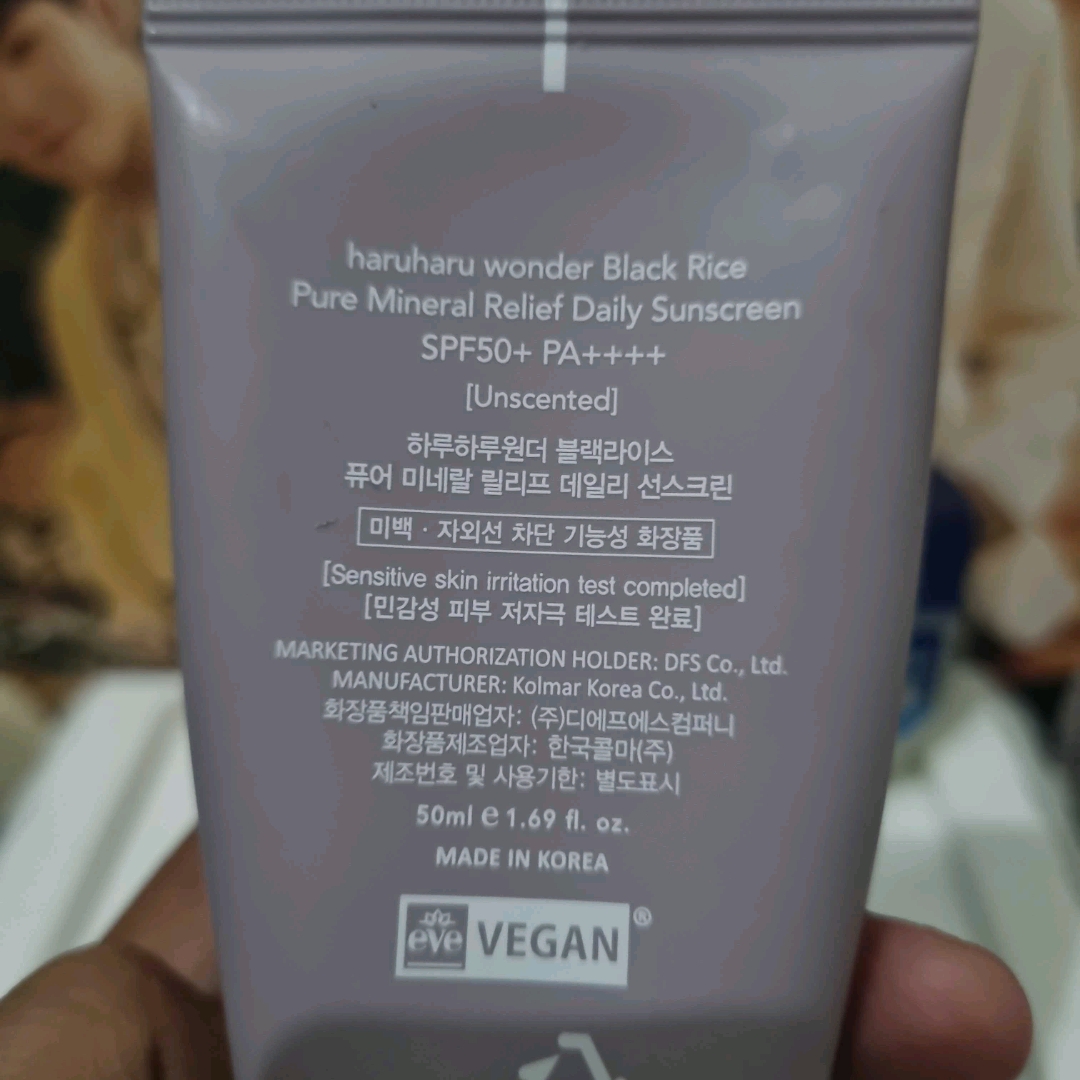 haruharu wonder Black Rice
Pure Mineral Relief Daily Sunscreen
SPF50+ PA++++
[Unscented]
하루하루원더 블랙라이스
퓨어 미네랄 릴리프 데일리 선스크린
미백 · 자외선 차단 기능성 화장품
[Sensitive skin irritation test completed]
[민감성 피부 저자극 테스트 완료]
MARKETING AUTHORIZATION HOLDER: DFS Co., Ltd.
MANUFACTURER: Kolmar Korea Co., Ltd.
화장품책임판매업자: (주)디에프에스컴퍼니
화장품제조업자: 한국콜마(주)
제조번호 및 사용기한: 별도표시
50ml e 1.69 fl. oz.
MADE IN KOREA
eve VEGAN®